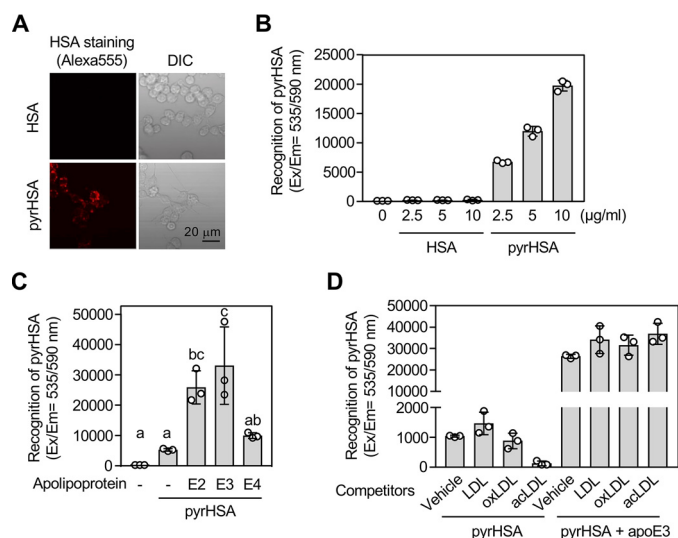 A
HSA staining
(Alexa555)
DIC
HSA
pyrHSA
20 μm
B
Recognition of pyrHSA
(Ex/Em= 535/590 nm)
25000
20000
15000
10000
5000
0
0 2.5 5 10 2.5 5 10 (μg/ml)
HSA pyrHSA
C
Recognition of pyrHSA
(Ex/Em= 535/590 nm)
50000
40000
30000
20000
10000
0
a a bc c ab
Apolipoprotein - - E2 E3 E4
pyrHSA
D
Recognition of pyrHSA
(Ex/Em= 535/590 nm)
50000
40000
30000
20000
10000
2000
1000
0
Competitors Vehicle LDL oxLDL acLDL Vehicle LDL oxLDL acLDL
pyrHSA pyrHSA + apoE3